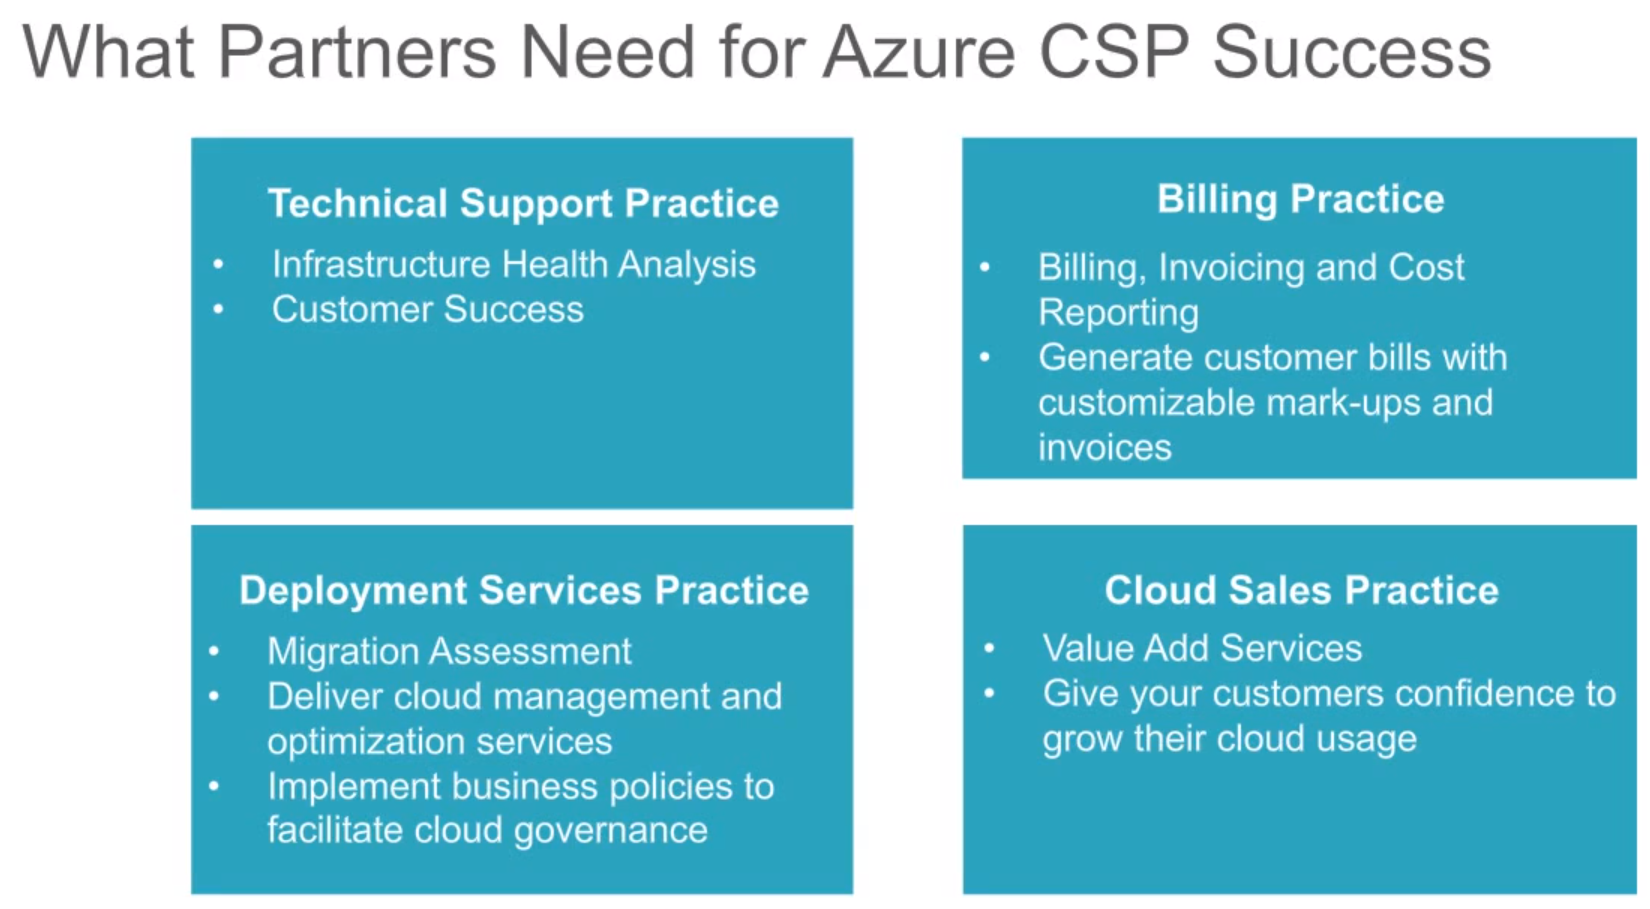 What Partners Need for Azure CSP Success
Technical Support Practice
• Infrastructure Health Analysis
• Customer Success
Billing Practice
• Billing, Invoicing and Cost
Reporting
• Generate customer bills with
customizable mark-ups and
invoices
Deployment Services Practice
• Migration Assessment
• Deliver cloud management and
optimization services
• Implement business policies to
facilitate cloud governance
Cloud Sales Practice
• Value Add Services
• Give your customers confidence to
grow their cloud usage